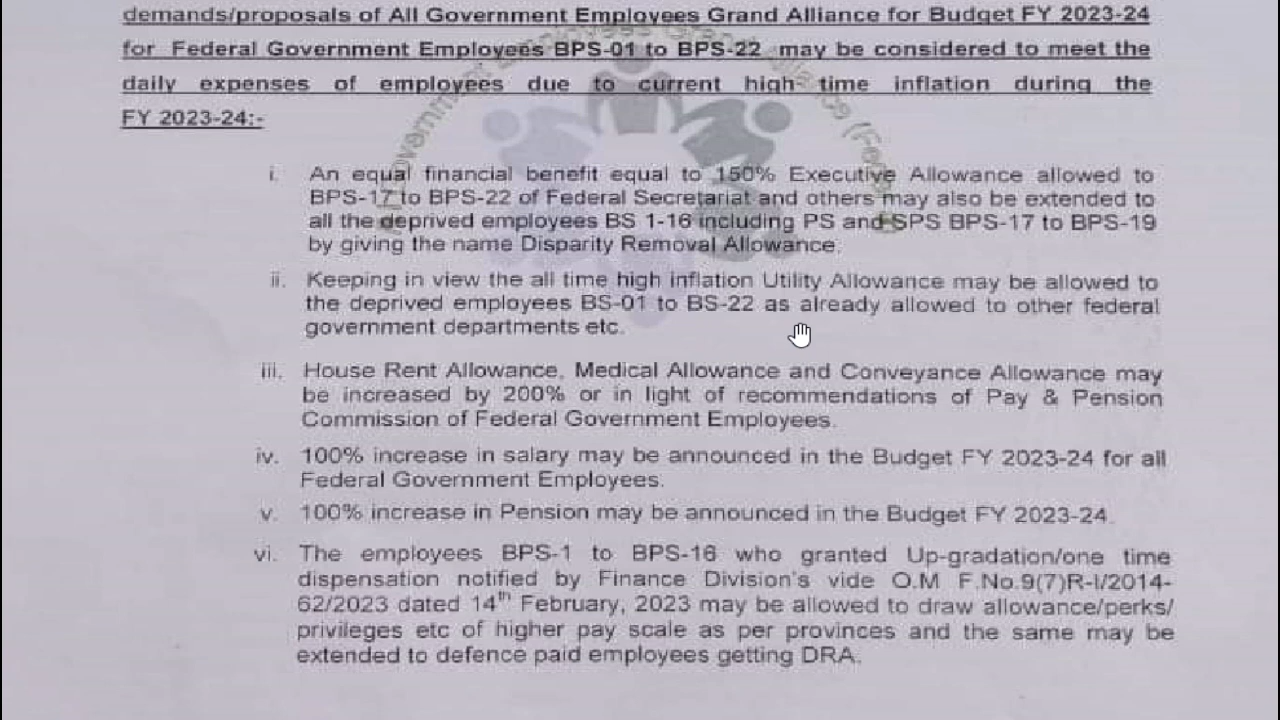 demands/proposals of All Government Employees Grand Alliance for Budget FY 2023-24
for Federal Government Employees BPS-01 to BPS-22 may be considered to meet the
daily expenses of employees due to current high time inflation during the
FY 2023-24:-
i. An equal financial benefit equal to 150% Executive Allowance allowed to
BPS-17 to BPS-22 of Federal Secretariat and others may also be extended to
all the deprived employees BS 1-16 including PS and SPS BPS-17 to BPS-19
by giving the name Disparity Removal Allowance.
ii. Keeping in view the all time high inflation Utility Allowance may be allowed to
the deprived employees BS-01 to BS-22 as already allowed to other federal
government departments etc.
iii. House Rent Allowance, Medical Allowance and Conveyance Allowance may
be increased by 200% or in light of recommendations of Pay & Pension
Commission of Federal Government Employees.
iv. 100% increase in salary may be announced in the Budget FY 2023-24 for all
Federal Government Employees.
v. 100% increase in Pension may be announced in the Budget FY 2023-24.
vi. The employees BPS-1 to BPS-16 who granted Up-gradation/one time
dispensation notified by Finance Division's vide O.M F.No.9(7)R-I/2014-
62/2023 dated 14th February, 2023 may be allowed to draw allowance/perks/
privileges etc of higher pay scale as per provinces and the same may be
extended to defence paid employees getting DRA.